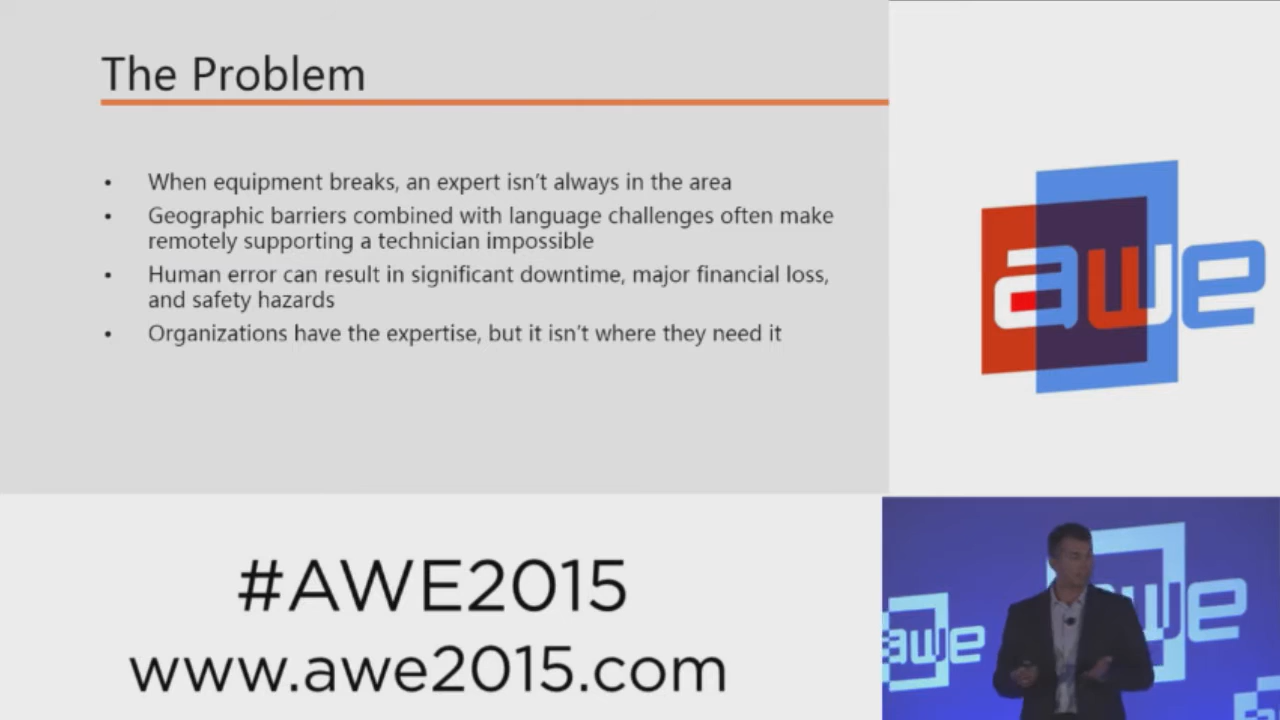 The Problem
• When equipment breaks, an expert isn't always in the area
• Geographic barriers combined with language challenges often make
remotely supporting a technician impossible
• Human error can result in significant downtime, major financial loss,
and safety hazards
• Organizations have the expertise, but it isn't where they need it
awe
#AWE2015
www.awe2015.com
awe
awe